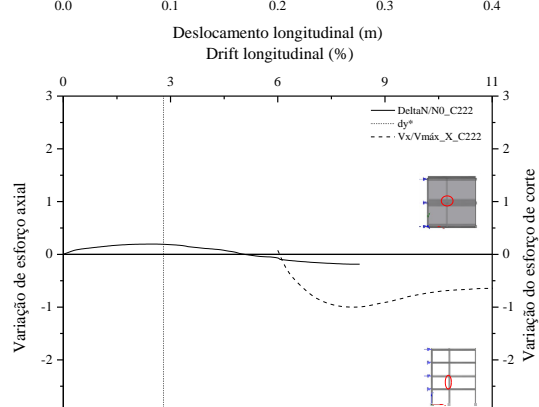 0.0 0.1 0.2 0.3 0.4
Deslocamento longitudinal (m)
Drift longitudinal (%)
0 3 6 9 11
3 3
DeltaN/N0_C222
dy*
Vx/Vmáx_X_C222
2 2
1 1
0 0
-1 -1
-2 -2
Variação de esforço axial
Variação do esforço de corte